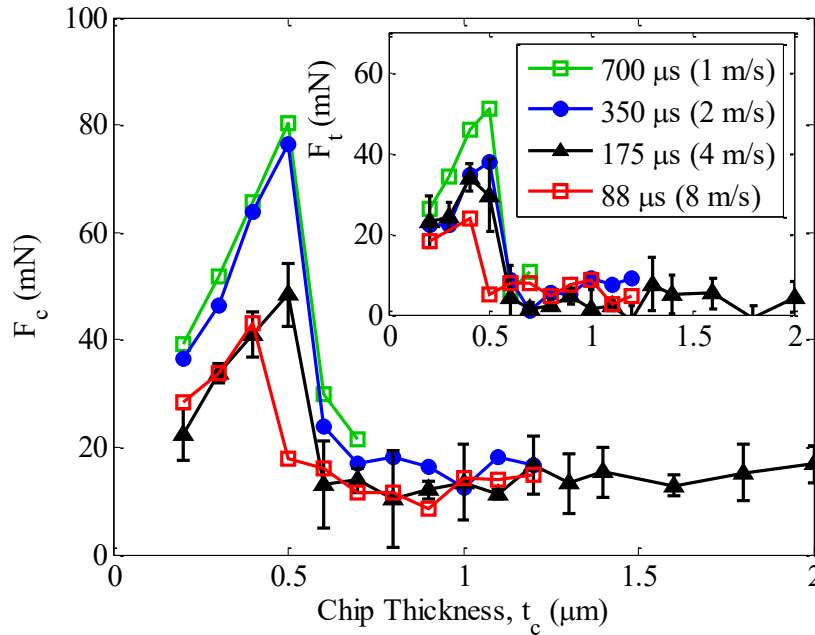 100
80
60
40
20
0
F_c (mN)
0
0.5
1
1.5
2
Chip Thickness, t_c (μm)
60
40
20
0
F_t (mN)
0
0.5
1
1.5
2
700 μs (1 m/s)
350 μs (2 m/s)
175 μs (4 m/s)
88 μs (8 m/s)